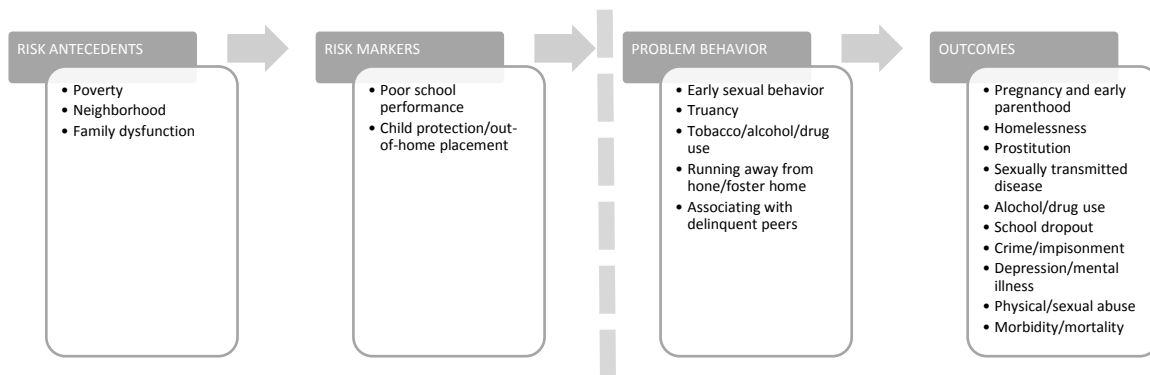 RISK ANTECEDENTS
• Poverty
• Neighborhood
• Family dysfunction
RISK MARKERS
• Poor school
performance
• Child protection/out-
of-home placement
PROBLEM BEHAVIOR
• Early sexual behavior
• Truancy
• Tobacco/alcohol/drug
use
• Running away from
hone/foster home
• Associating with
delinquent peers
OUTCOMES
• Pregnancy and early
parenthood
• Homelessness
• Prostitution
• Sexually transmitted
disease
• Alochol/drug use
• School dropout
• Crime/impisonment
• Depression/mental
illness
• Physical/sexual abuse
• Morbidity/mortality